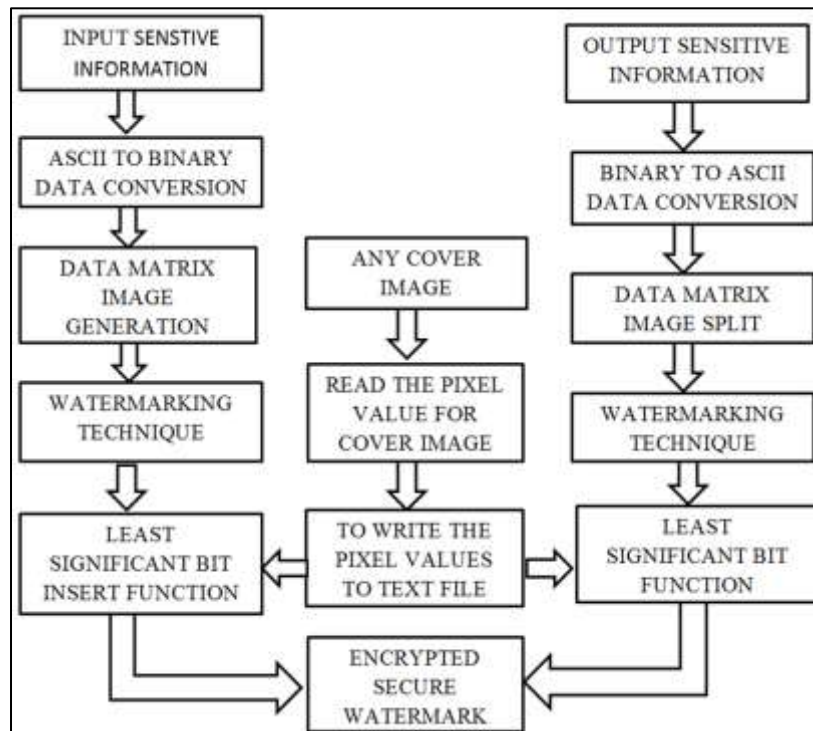 INPUT SENSTIVE
INFORMATION
ASCII TO BINARY
DATA CONVERSION
DATA MATRIX
IMAGE
GENERATION
WATERMARKING
TECHNIQUE
LEAST
SIGNIFICANT BIT
INSERT FUNCTION
ANY COVER
IMAGE
READ THE PIXEL
VALUE FOR
COVER IMAGE
TO WRITE THE
PIXEL VALUES
TO TEXT FILE
ENCRYPTED
SECURE
WATERMARK
OUTPUT SENSITIVE
INFORMATION
BINARY TO ASCII
DATA CONVERSION
DATA MATRIX
IMAGE SPLIT
WATERMARKING
TECHNIQUE
LEAST
SIGNIFICANT BIT
FUNCTION